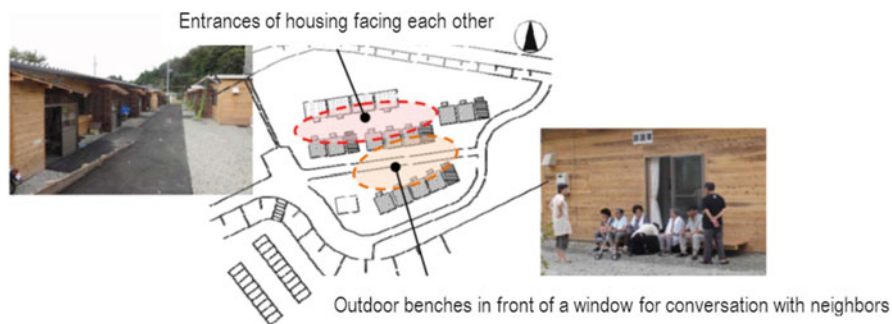 Entrances of housing facing each other
Outdoor benches in front of a window for conversation with neighbors